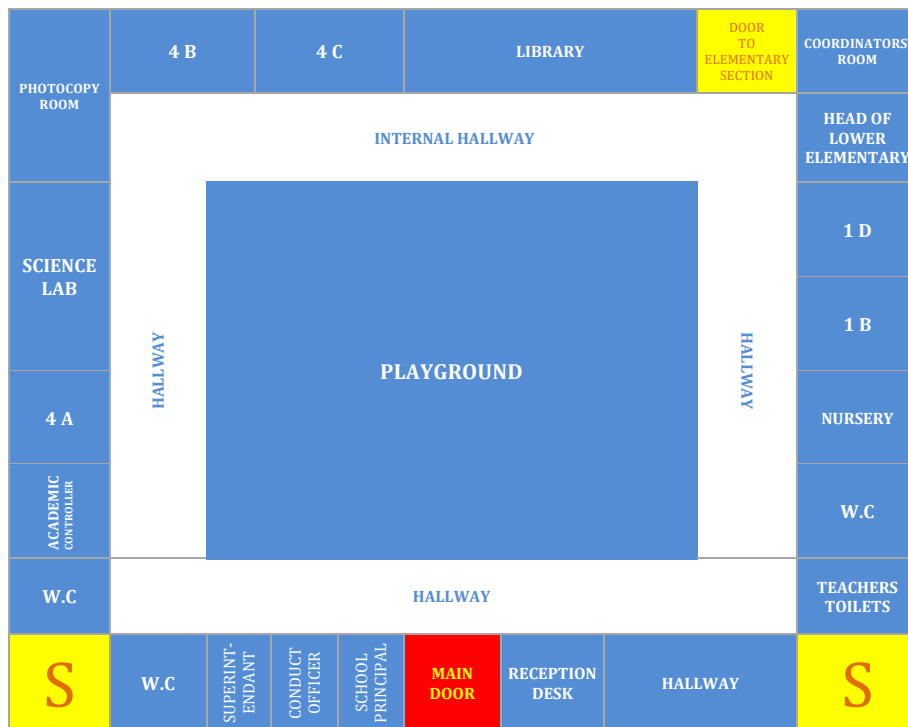 4 B
4 C
LIBRARY
DOOR
TO
ELEMENTARY
SECTION
COORDINATORS
ROOM
PHOTOCOPY
ROOM
INTERNAL HALLWAY
HEAD OF
LOWER
ELEMENTARY
SCIENCE
LAB
1 D
1 B
HALLWAY
PLAYGROUND
HALLWAY
4 A
NURSERY
ACADEMIC
CONTROLLER
W.C
W.C
HALLWAY
TEACHERS
TOILETS
S
W.C
SUPERINT-
ENDANT
CONDUCT
OFFICER
SCHOOL
PRINCIPAL
MAIN
DOOR
RECEPTION
DESK
HALLWAY
S